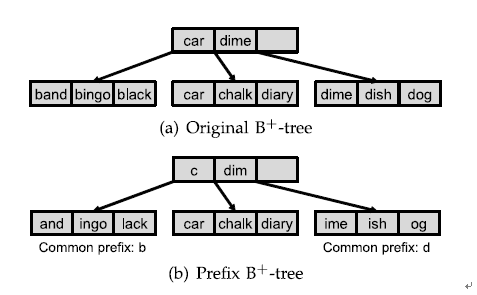 car dime
band bingo black car chalk diary dime dish dog
(a) Original B+-tree
c dim
and ingo lack car chalk diary ime ish og
Common prefix: b Common prefix: d
(b) Prefix B+-tree